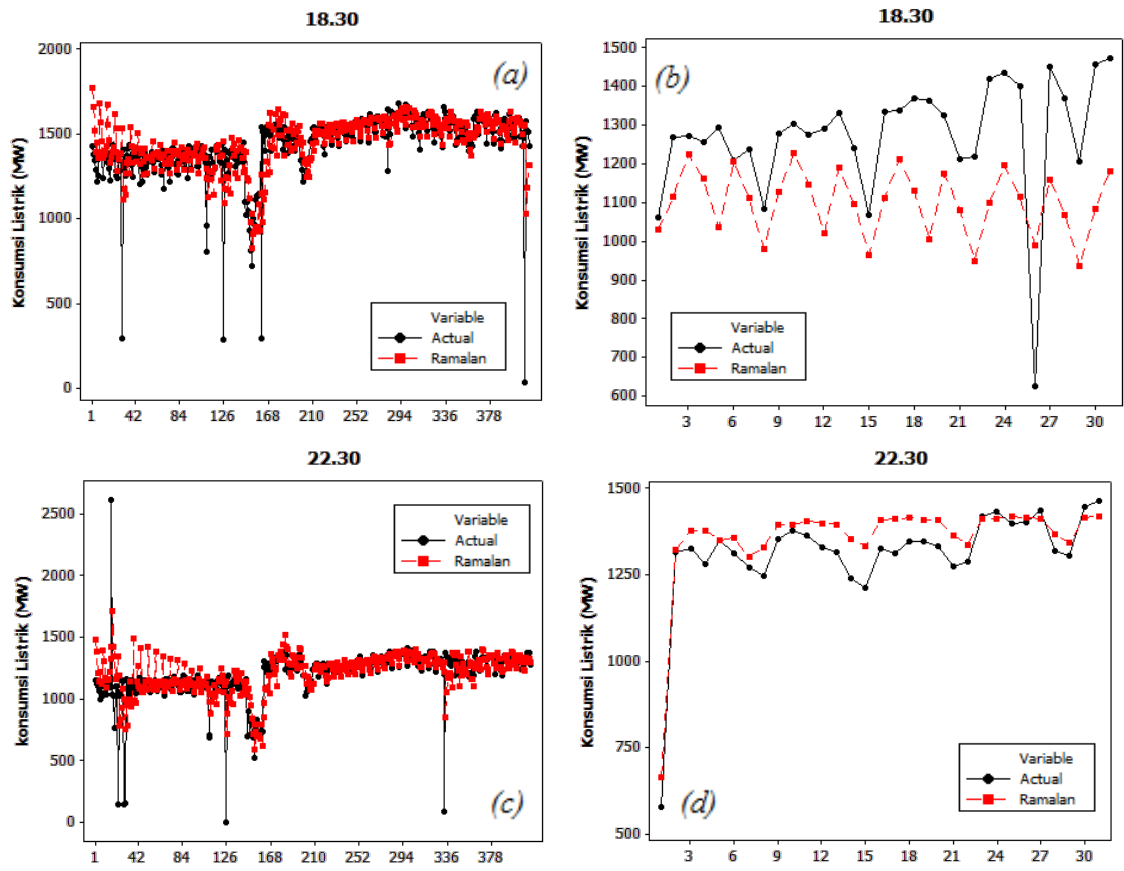 18.30
Konsumsi Listrik (MW)
2000
1500
1000
500
0
(a)
Variable
Actual
Ramalan
1 42 84 126 168 210 252 294 336 378
18.30
Konsumsi Listrik (MW)
1500
1400
1300
1200
1100
1000
900
800
700
600
(b)
Variable
Actual
Ramalan
3 6 9 12 15 18 21 24 27 30
22.30
konsumsi Listrik (MW)
2500
2000
1500
1000
500
0
Variable
Actual
Ramalan
(c)
1 42 84 126 168 210 252 294 336 378
22.30
Konsumsi Listrik (MW)
1500
1250
1000
750
500
Variable
Actual
Ramalan
(d)
3 6 9 12 15 18 21 24 27 30